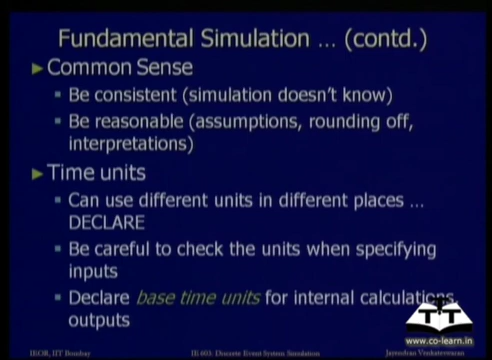 Fundamental Simulation … (contd.)
Common Sense
Be consistent (simulation doesn't know)
Be reasonable (assumptions, rounding off,
interpretations)
Time units
Can use different units in different places …
DECLARE
Be careful to check the units when specifying
inputs
Declare base time units for internal calculations,
outputs
TT
www.co-learn.in
IEOR, IIT Bombay
IE 603: Discrete Event System Simulation
Jayendran Venkateswaran